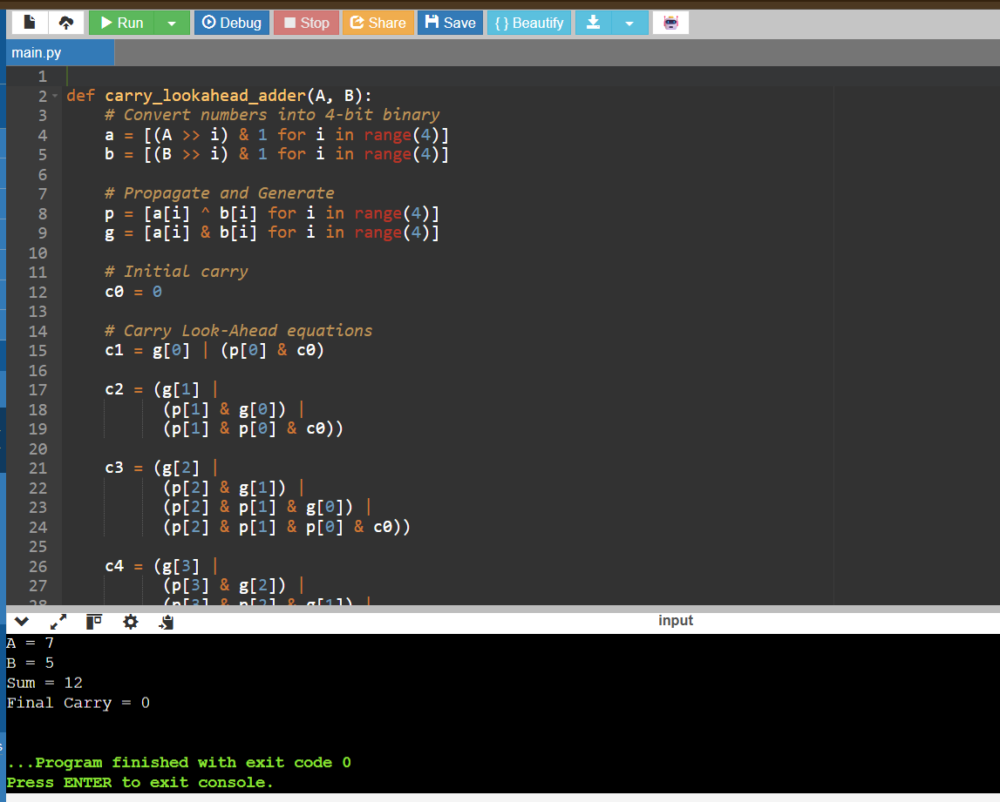 Run Debug Stop Share Save { } Beautify
main.py
1
2 def carry_lookahead_adder(A, B):
3     # Convert numbers into 4-bit binary
4     a = [(A >> i) & 1 for i in range(4)]
5     b = [(B >> i) & 1 for i in range(4)]
6
7     # Propagate and Generate
8     p = [a[i] ^ b[i] for i in range(4)]
9     g = [a[i] & b[i] for i in range(4)]
10
11     # Initial carry
12     c0 = 0
13
14     # Carry Look-Ahead equations
15     c1 = g[0] | (p[0] & c0)
16
17     c2 = (g[1] |
18           (p[1] & g[0]) |
19           (p[1] & p[0] & c0))
20
21     c3 = (g[2] |
22           (p[2] & g[1]) |
23           (p[2] & p[1] & g[0]) |
24           (p[2] & p[1] & p[0] & c0))
25
26     c4 = (g[3] |
27           (p[3] & g[2]) |
28           (p[3] & p[2] & g[1]) |
input
A = 7
B = 5
Sum = 12
Final Carry = 0
...Program finished with exit code 0
Press ENTER to exit console.